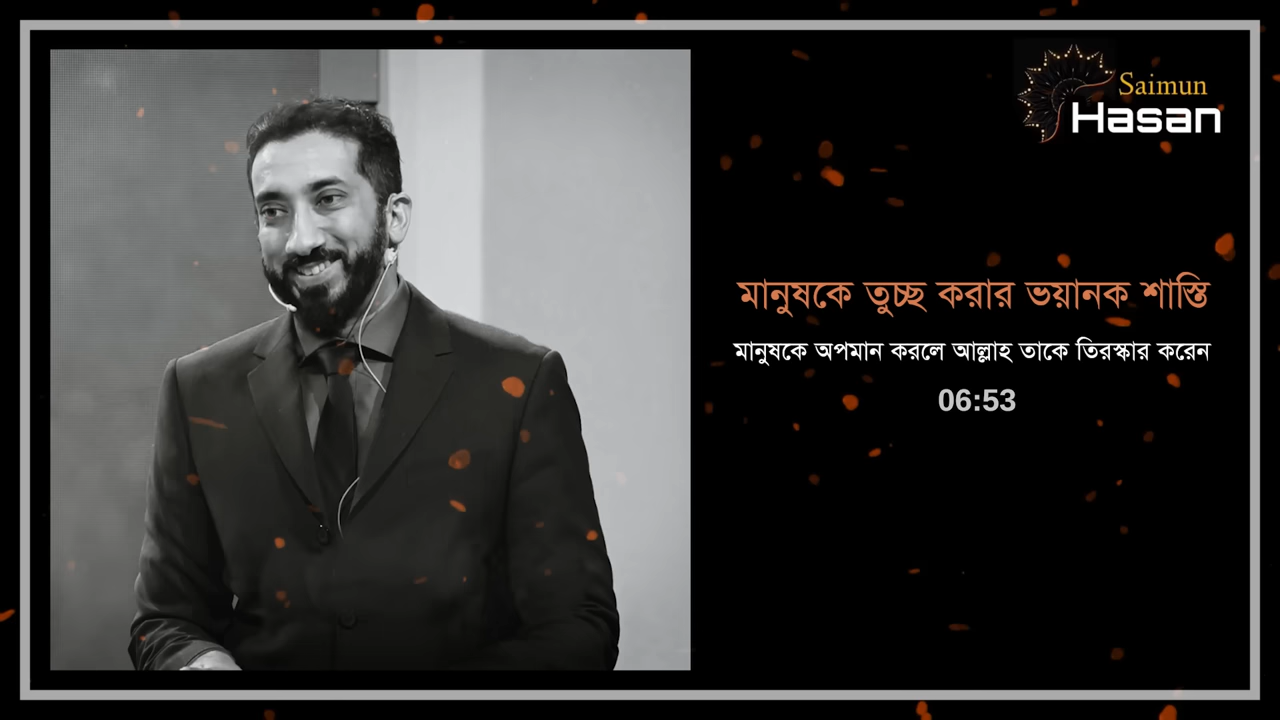 Saimun
Hasan
মানুষকে তুচ্ছ করার ভয়ানক শাস্তি
মানুষকে অপমান করলে আল্লাহ তাকে তিরস্কার করেন
06:53